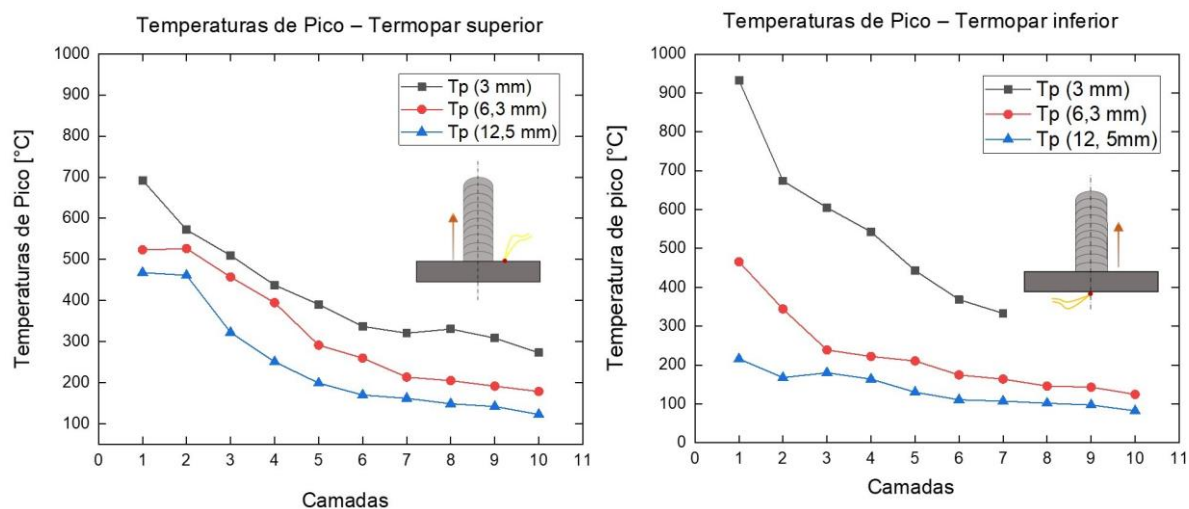 Temperaturas de Pico – Termopar superior
1000
900
800
700
600
500
400
300
200
100
Temperaturas de Pico [°C]
Tp (3 mm)
Tp (6,3 mm)
Tp (12,5 mm)
0 1 2 3 4 5 6 7 8 9 10 11
Camadas
Temperaturas de Pico – Termopar inferior
1000
900
800
700
600
500
400
300
200
100
0
Temperatura de pico [°C]
Tp (3 mm)
Tp (6,3 mm)
Tp (12, 5mm)
0 1 2 3 4 5 6 7 8 9 10 11
Camadas